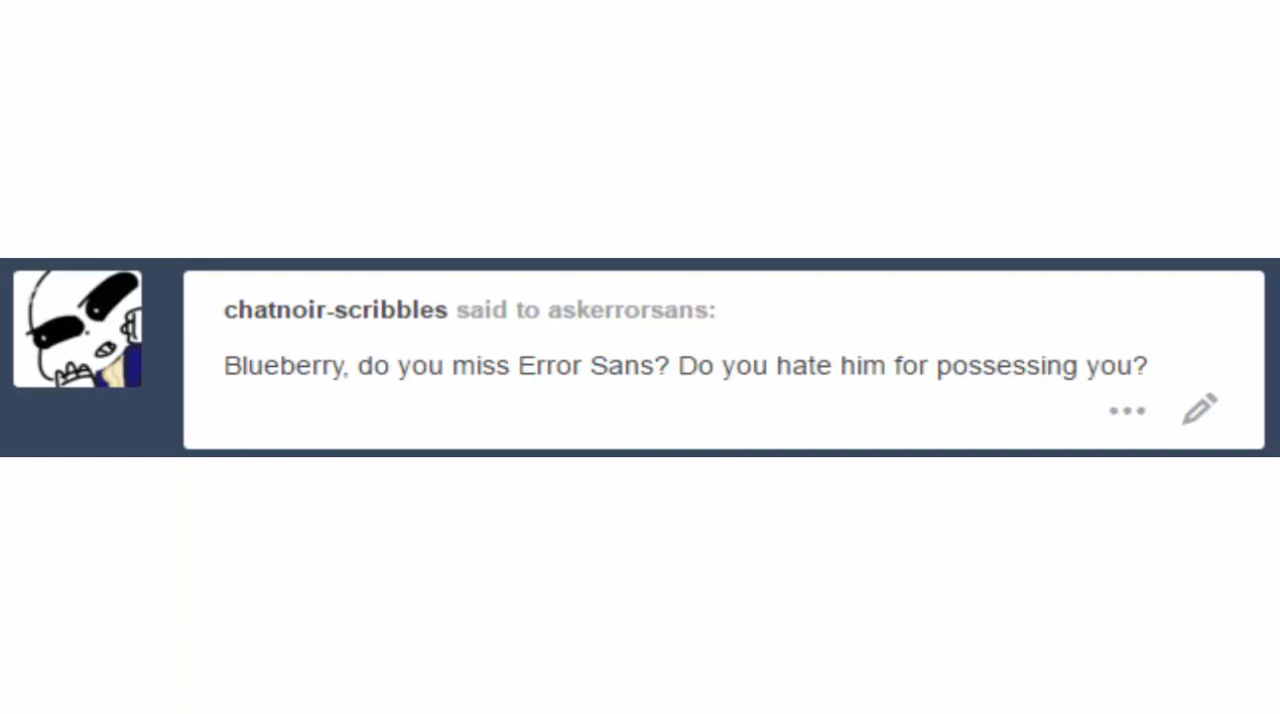 chatnoir-scribbles said to askerrorsans:
Blueberry, do you miss Error Sans? Do you hate him for possessing you?